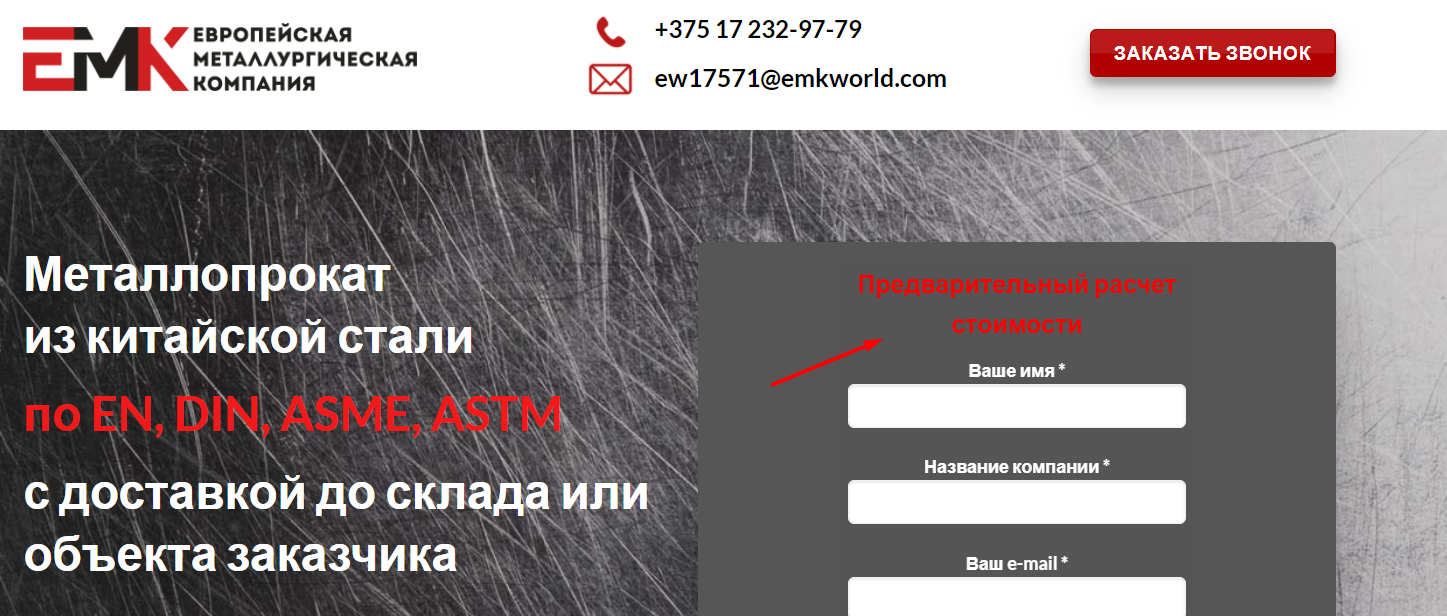 ЕМК
ЕВРОПЕЙСКАЯ
МЕТАЛЛУРГИЧЕСКАЯ
КОМПАНИЯ
+375 17 232-97-79
ew17571@emkworld.com
ЗАКАЗАТЬ ЗВОНОК
Металлопрокат
из китайской стали
по EN, DIN, ASME, ASTM
с доставкой до склада или
объекта заказчика
Предварительный расчет
стоимости
Ваше имя *
Название компании *
Ваш e-mail *